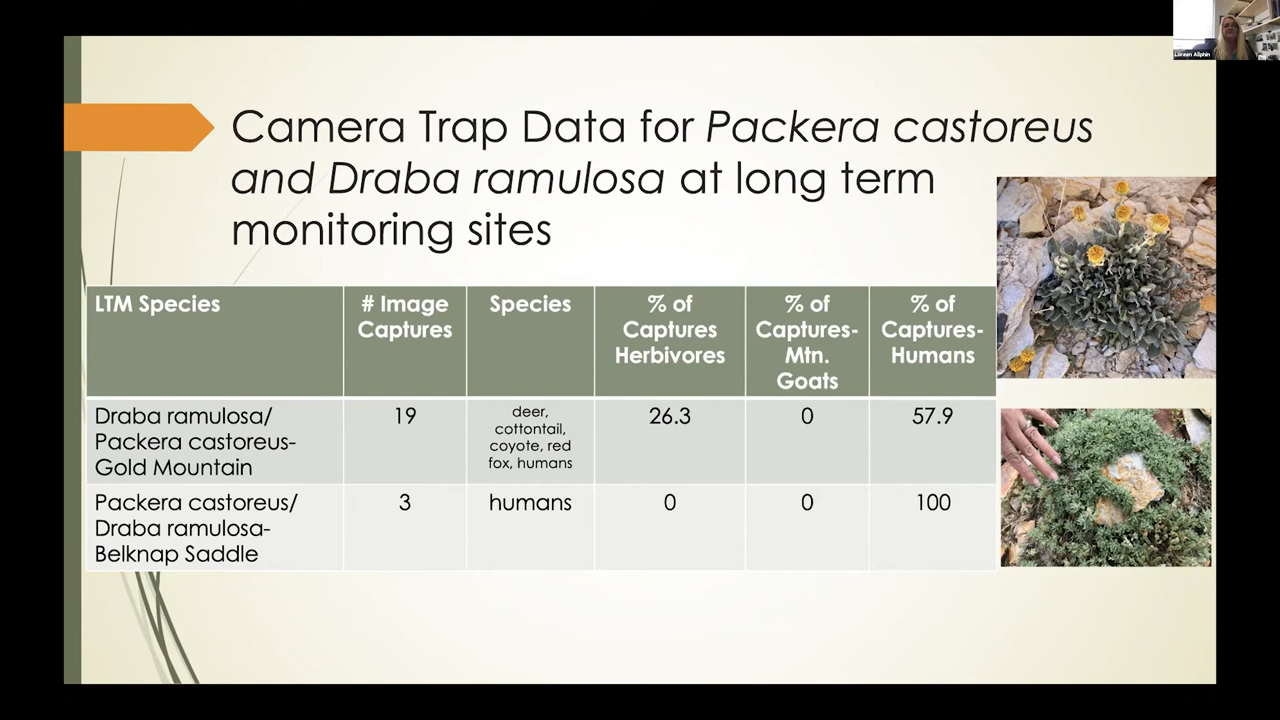 Camera Trap Data for Packera castoreus
and Draba ramulosa at long term
monitoring sites
LTM Species
# Image
Captures
Species
% of
Captures
Herbivores
% of
Captures-
Mtn.
Goats
% of
Captures-
Humans
Draba ramulosa/
Packera castoreus-
Gold Mountain
19
deer,
cottontail,
coyote, red
fox, humans
26.3
0
57.9
Packera castoreus/
Draba ramulosa-
Belknap Saddle
3
humans
0
0
100
Loreen Allphin